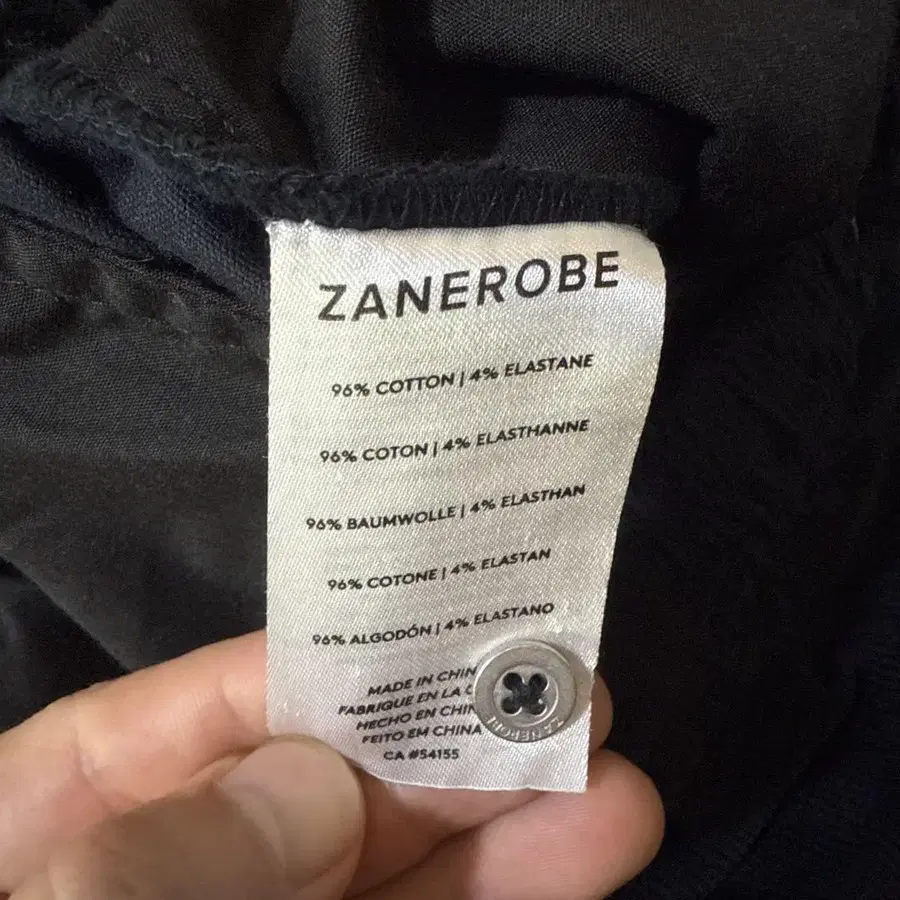 ZANEROBE
96% COTTON | 4% ELASTANE
96% COTON | 4% ELASTHANNE
96% BAUMWOLLE | 4% ELASTHAN
96% COTONE | 4% ELASTAN
96% ALGODÓN | 4% ELASTANO
MADE IN CHIN
FABRIQUE EN LA
HECHO EN CHIN
FEITO EM CHINA
CA #54155
ZANEROBE